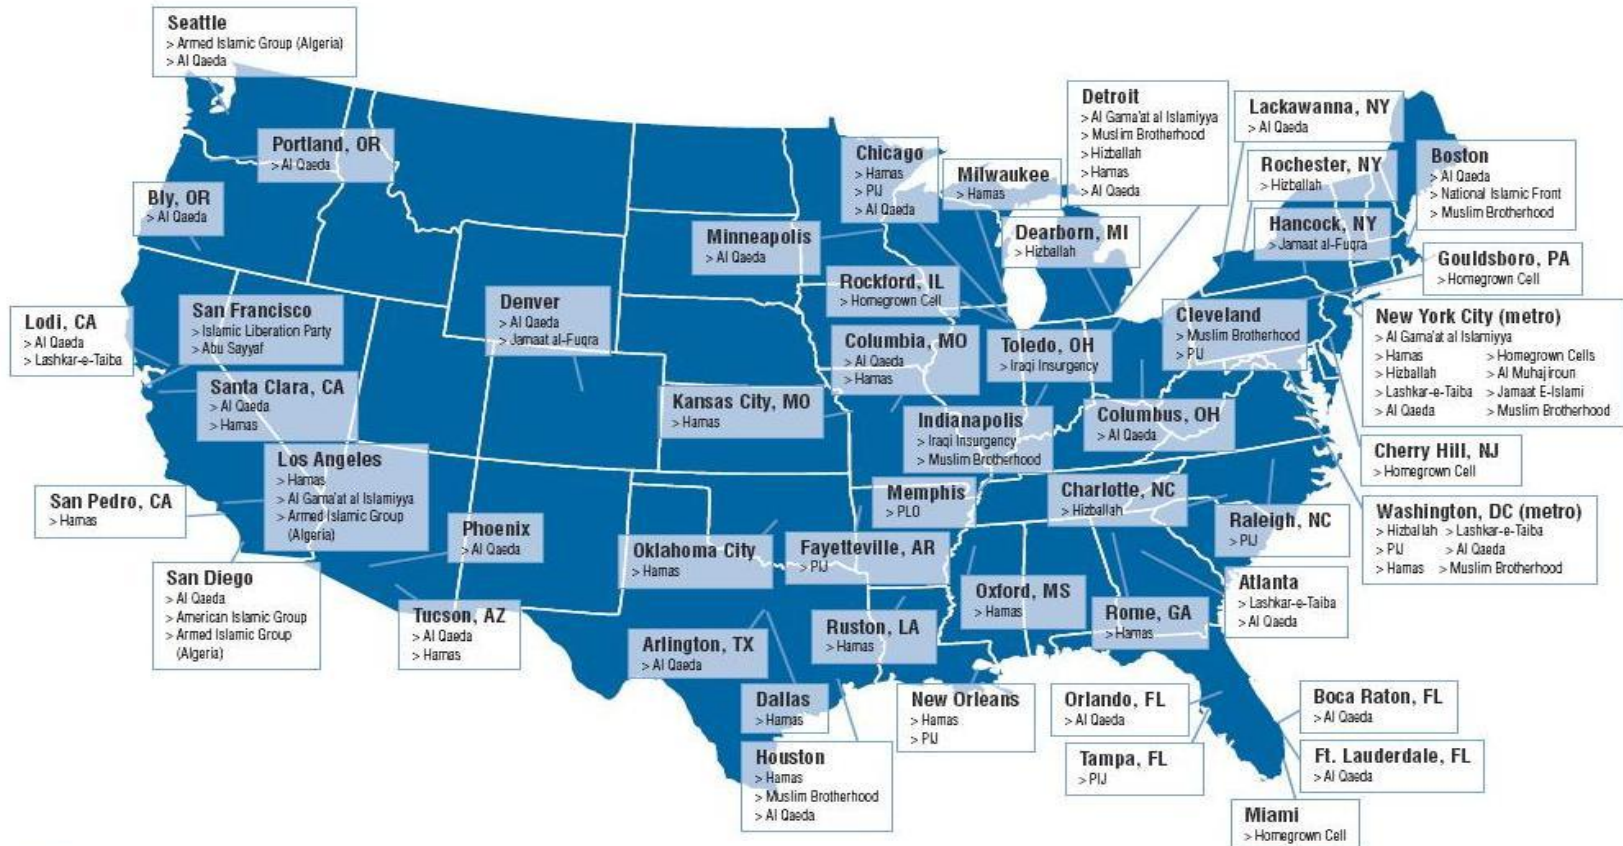 Seattle
> Armed Islamic Group (Algeria)
> Al Qaeda
Portland, OR
> Al Qaeda
Bly, OR
> Al Qaeda
Lodi, CA
> Al Qaeda
> Lashkar-e-Taiba
San Francisco
> Islamic Liberation Party
> Abu Sayyaf
Santa Clara, CA
> Al Qaeda
> Hamas
Los Angeles
> Hamas
> Al Gama'at al Islamiyya
> Armed Islamic Group
(Algeria)
San Pedro, CA
> Hamas
San Diego
> Al Qaeda
> American Islamic Group
> Armed Islamic Group
(Algeria)
Phoenix
> Al Qaeda
Tucson, AZ
> Al Qaeda
> Hamas
Denver
> Al Qaeda
> Jamaat al-Fuqra
Minneapolis
> Al Qaeda
Chicago
> Hamas
> PIJ
> Al Qaeda
Milwaukee
> Hamas
Detroit
> Al Gama'at al Islamiyya
> Muslim Brotherhood
> Hizballah
> Hamas
> Al Qaeda
Dearborn, MI
> Hizballah
Rockford, IL
> Homegrown Cell
Columbia, MO
> Al Qaeda
> Hamas
Kansas City, MO
> Hamas
Toledo, OH
> Iraqi Insurgency
Indianapolis
> Iraqi Insurgency
> Muslim Brotherhood
Columbus, OH
> Al Qaeda
Cleveland
> Muslim Brotherhood
> PIJ
Lackawanna, NY
> Al Qaeda
Rochester, NY
> Hizballah
Hancock, NY
> Jamaat al-Fuqra
Boston
> Al Qaeda
> National Islamic Front
> Muslim Brotherhood
Gouldsboro, PA
> Homegrown Cell
New York City (metro)
> Al Gama'at al Islamiyya
> Hamas > Homegrown Cells
> Hizballah > Al Muhajiroun
> Lashkar-e-Taiba > Jamaat E-Islami
> Al Qaeda > Muslim Brotherhood
Cherry Hill, NJ
> Homegrown Cell
Washington, DC (metro)
> Hizballah > Lashkar-e-Taiba
> PIJ > Al Qaeda
> Hamas > Muslim Brotherhood
Memphis
> PLO
Charlotte, NC
> Hizballah
Raleigh, NC
> PIJ
Oklahoma City
> Hamas
Fayetteville, AR
> PIJ
Oxford, MS
> Hamas
Rome, GA
> Hamas
Atlanta
> Lashkar-e-Taiba
> Al Qaeda
Arlington, TX
> Al Qaeda
Ruston, LA
> Hamas
Dallas
> Hamas
Houston
> Hamas
> Muslim Brotherhood
> Al Qaeda
New Orleans
> Hamas
> PIJ
Orlando, FL
> Al Qaeda
Tampa, FL
> PIJ
Boca Raton, FL
> Al Qaeda
Ft. Lauderdale, FL
> Al Qaeda
Miami
> Homegrown Cell